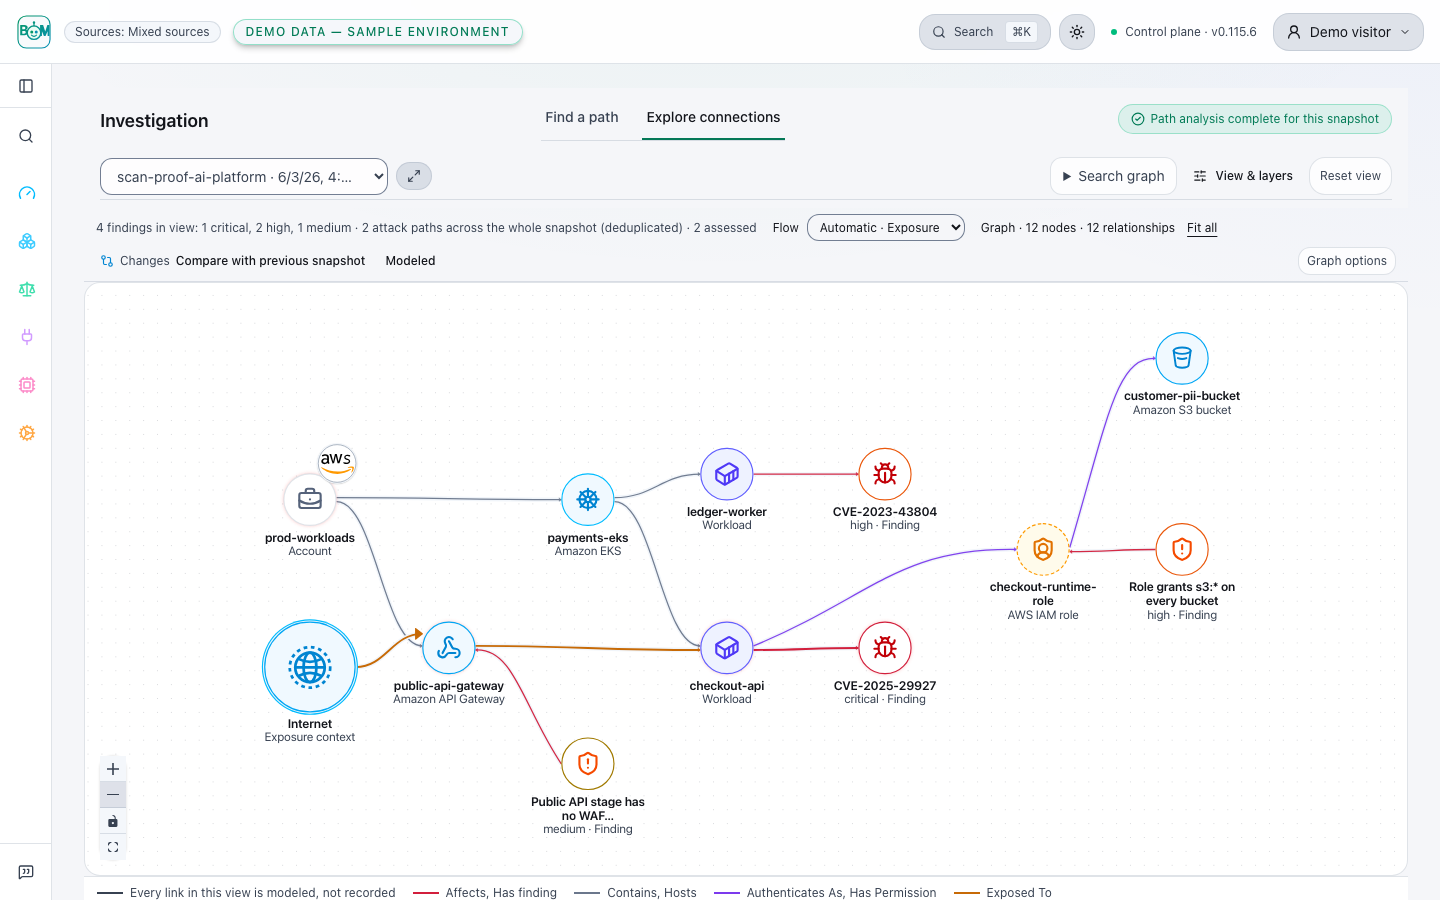 BOM
Sources: Mixed sources
DEMO DATA — SAMPLE ENVIRONMENT
Search ⌘K
Control plane · v0.115.6
Demo visitor
Investigation
Find a path
Explore connections
Path analysis complete for this snapshot
scan-proof-ai-platform · 6/3/26, 4:...
Search graph
View & layers
Reset view
4 findings in view: 1 critical, 2 high, 1 medium · 2 attack paths across the whole snapshot (deduplicated) · 2 assessed
Flow
Automatic · Exposure
Graph · 12 nodes · 12 relationships
Fit all
Changes Compare with previous snapshot
Modeled
Graph options
customer-pii-bucket
Amazon S3 bucket
aws
prod-workloads
Account
payments-eks
Amazon EKS
ledger-worker
Workload
CVE-2023-43804
high · Finding
checkout-runtime-
role
AWS IAM role
Role grants s3:* on
every bucket
high · Finding
Internet
Exposure context
public-api-gateway
Amazon API Gateway
checkout-api
Workload
CVE-2025-29927
critical · Finding
Public API stage has
no WAF...
medium · Finding
Every link in this view is modeled, not recorded
Affects, Has finding
Contains, Hosts
Authenticates As, Has Permission
Exposed To